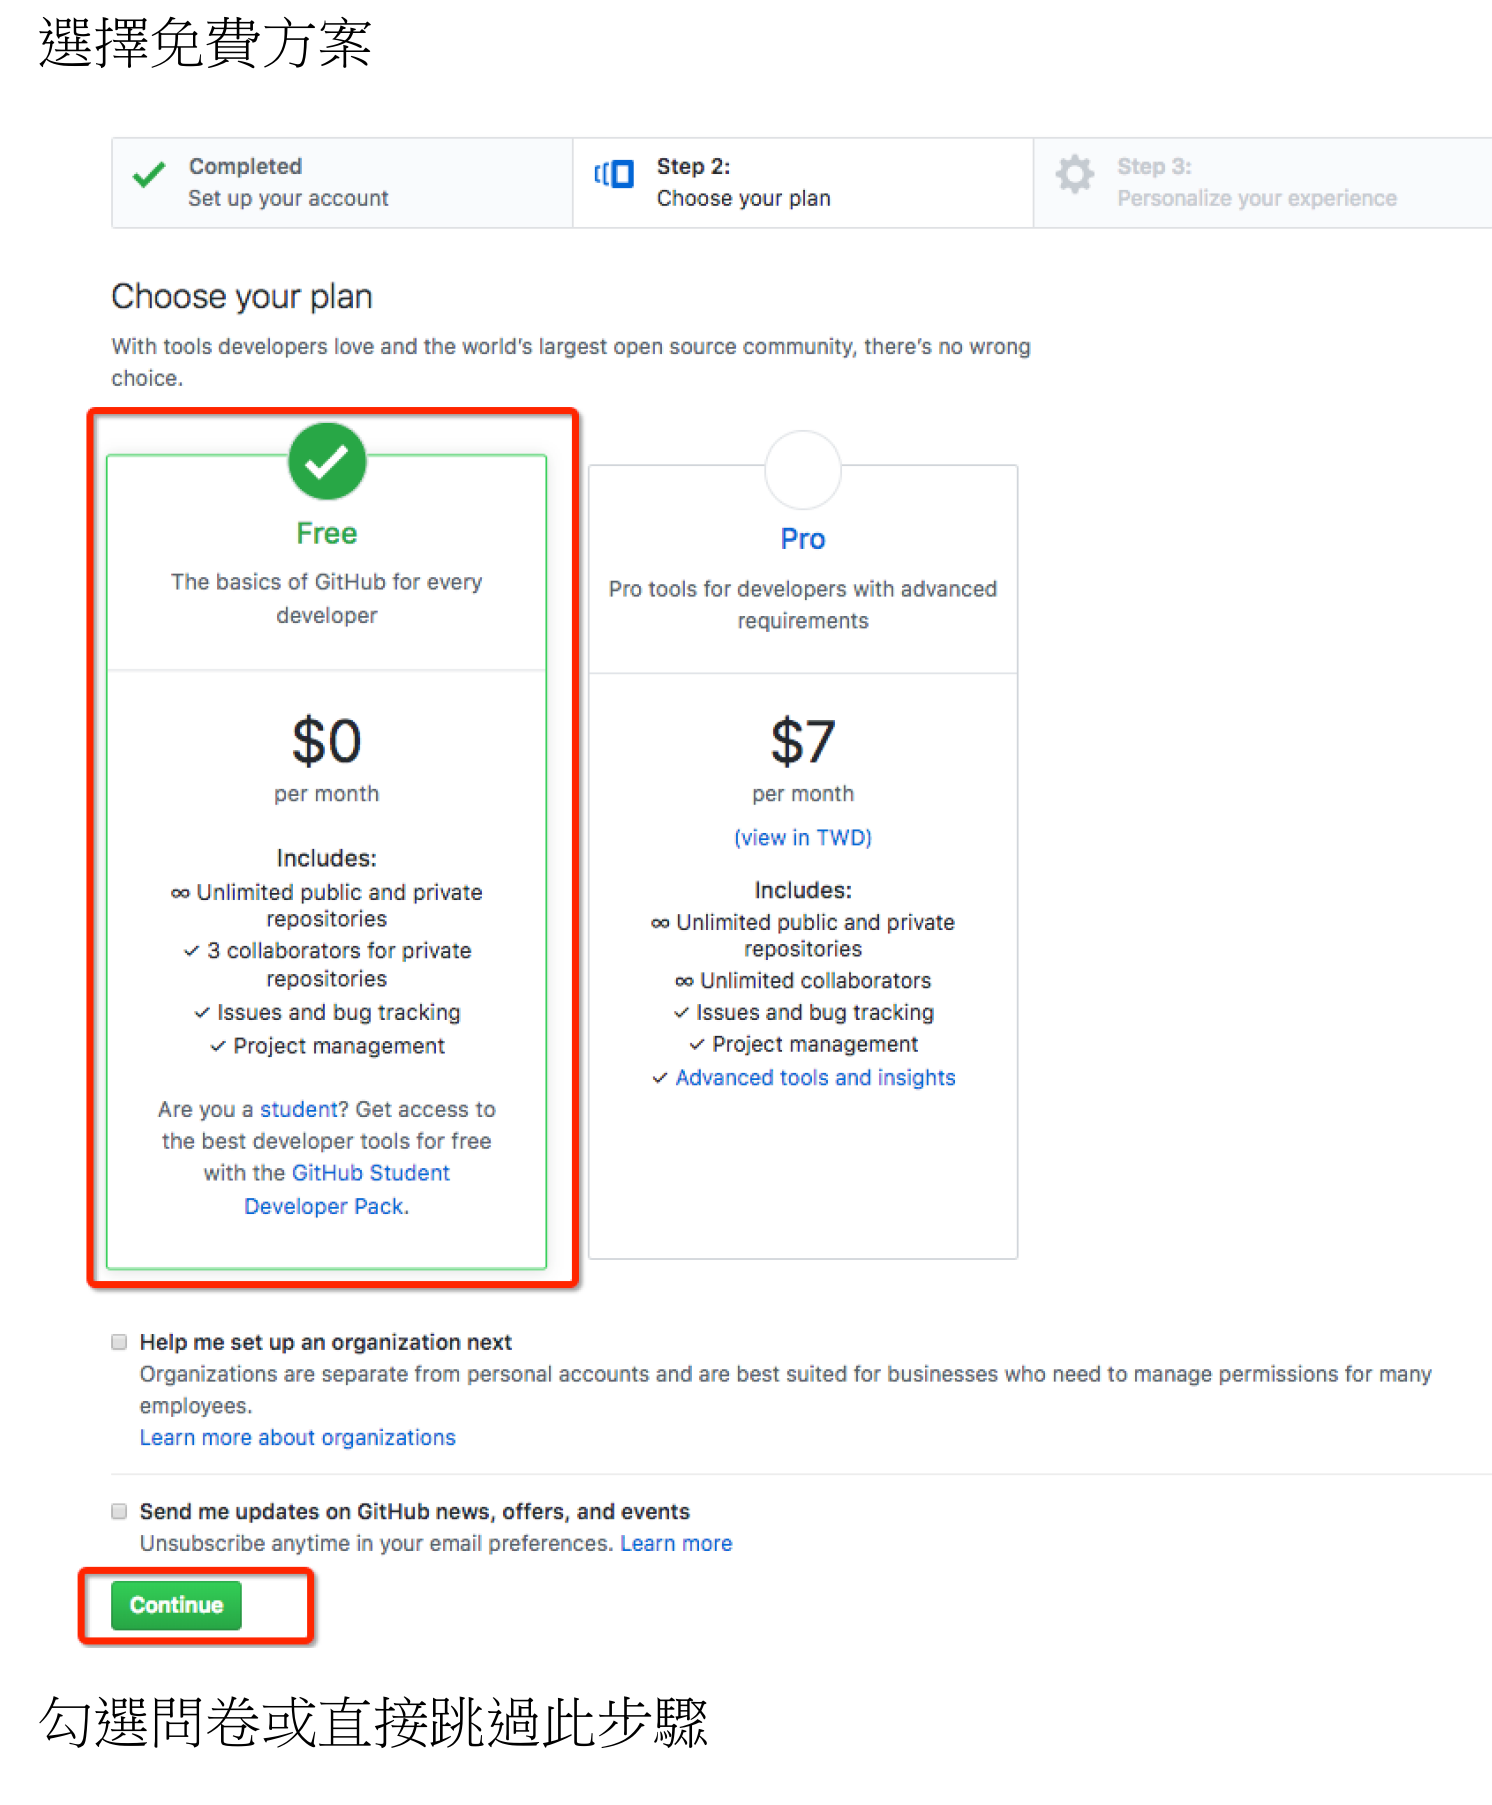 選擇免費方案
Completed
Set up your account
Step 2:
Choose your plan
Step 3:
Personalize your experience
Choose your plan
With tools developers love and the world's largest open source community, there's no wrong
choice.
Free
The basics of GitHub for every
developer
$0
per month
Includes:
∞ Unlimited public and private
repositories
✓ 3 collaborators for private
repositories
✓ Issues and bug tracking
✓ Project management
Are you a student? Get access to
the best developer tools for free
with the GitHub Student
Developer Pack.
Pro
Pro tools for developers with advanced
requirements
$7
per month
(view in TWD)
Includes:
∞ Unlimited public and private
repositories
∞ Unlimited collaborators
✓ Issues and bug tracking
✓ Project management
✓ Advanced tools and insights
Help me set up an organization next
Organizations are separate from personal accounts and are best suited for businesses who need to manage permissions for many
employees.
Learn more about organizations
Send me updates on GitHub news, offers, and events
Unsubscribe anytime in your email preferences. Learn more
Continue
勾選問卷或直接跳過此步驟